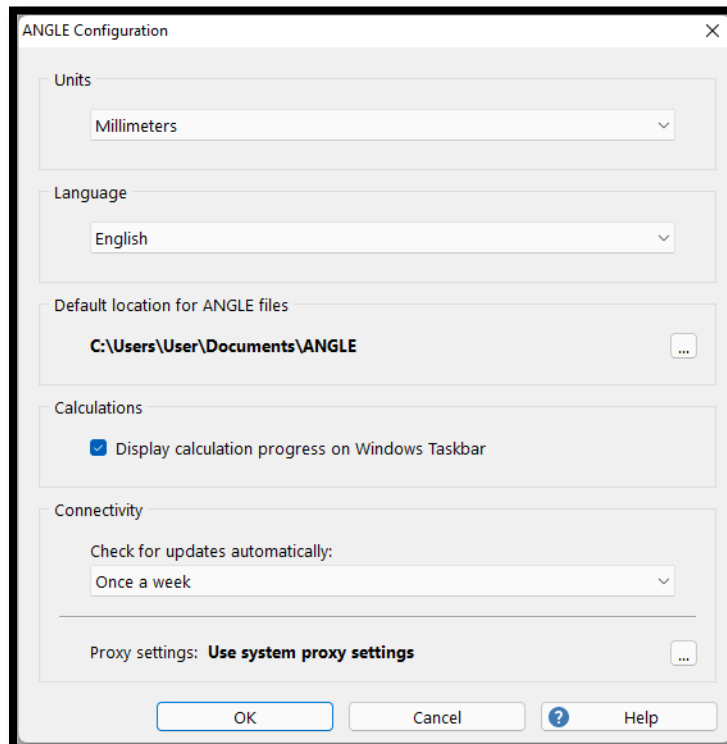 ANGLE Configuration
Units
Millimeters
Language
English
Default location for ANGLE files
C:\Users\User\Documents\ANGLE
...
Calculations
Display calculation progress on Windows Taskbar
Connectivity
Check for updates automatically:
Once a week
Proxy settings: Use system proxy settings
...
OK Cancel ? Help